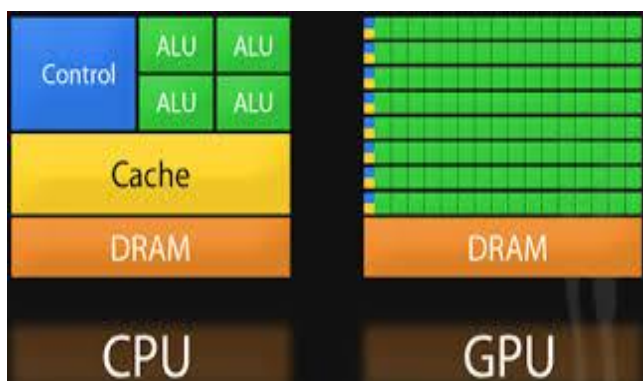 ALU ALU
Control
ALU ALU
Cache
DRAM
DRAM
CPU
GPU